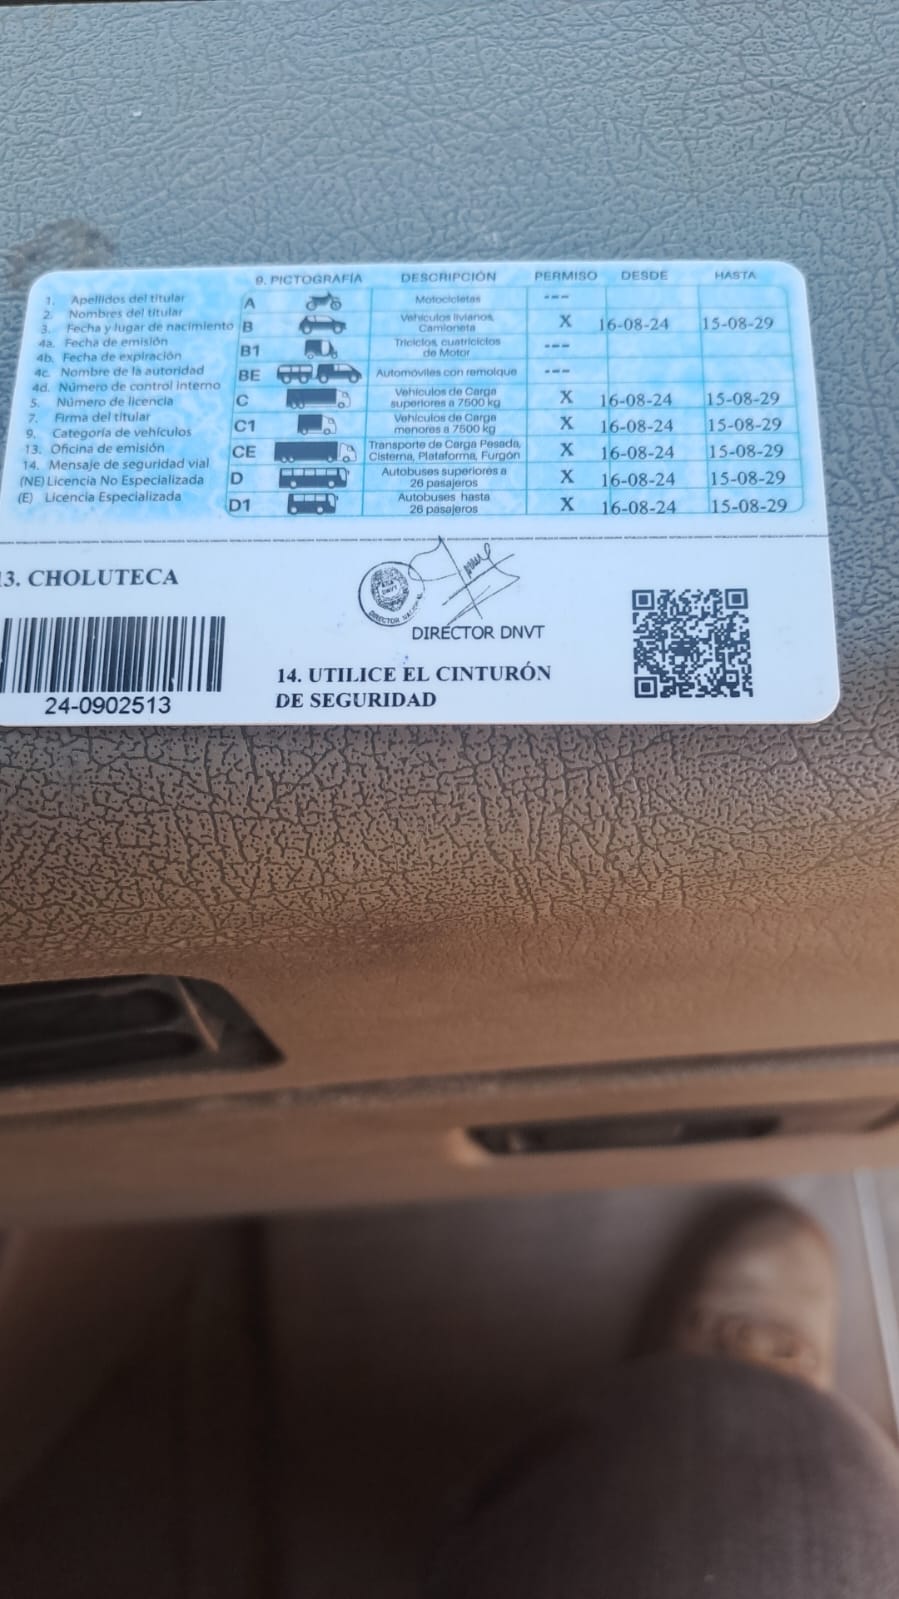 9. PICTOGRAFÍA DESCRIPCIÓN PERMISO DESDE HASTA
1. Apellidos del titular
2. Nombres del titular
3. Fecha y lugar de nacimiento
4a. Fecha de emisión
4b. Fecha de expiración
4c. Nombre de la autoridad
4d. Número de control interno
5. Número de licencia
7. Firma del titular
9. Categoría de vehículos
13. Oficina de emisión
14. Mensaje de seguridad vial
(NE) Licencia No Especializada
(E) Licencia Especializada
A Motocicletas ---
B Vehículos livianos, X 16-08-24 15-08-29
Camioneta
B1 Triciclos, cuatriciclos ---
de Motor
BE Automóviles con remolque ---
C Vehículos de Carga X 16-08-24 15-08-29
superiores a 7500 kg
C1 Vehículos de Carga X 16-08-24 15-08-29
menores a 7500 kg
CE Transporte de Carga Pesada, X 16-08-24 15-08-29
Cisterna, Plataforma, Furgón
D Autobuses superiores a X 16-08-24 15-08-29
26 pasajeros
D1 Autobuses hasta X 16-08-24 15-08-29
26 pasajeros
13. CHOLUTECA
DIRECTOR DNVT
24-0902513
14. UTILICE EL CINTURÓN
DE SEGURIDAD